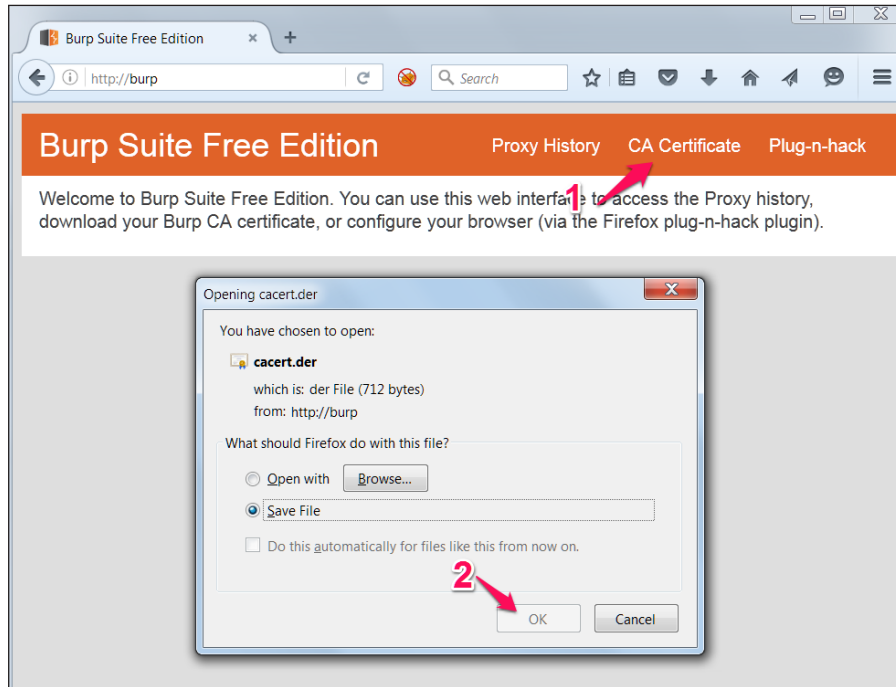 Burp Suite Free Edition × +
http://burp
Search
Burp Suite Free Edition
Proxy History CA Certificate Plug-n-hack
1
Welcome to Burp Suite Free Edition. You can use this web interface to access the Proxy history,
download your Burp CA certificate, or configure your browser (via the Firefox plug-n-hack plugin).
Opening cacert.der
You have chosen to open:
cacert.der
which is: der File (712 bytes)
from: http://burp
What should Firefox do with this file?
Open with Browse...
Save File
Do this automatically for files like this from now on.
2
OK Cancel